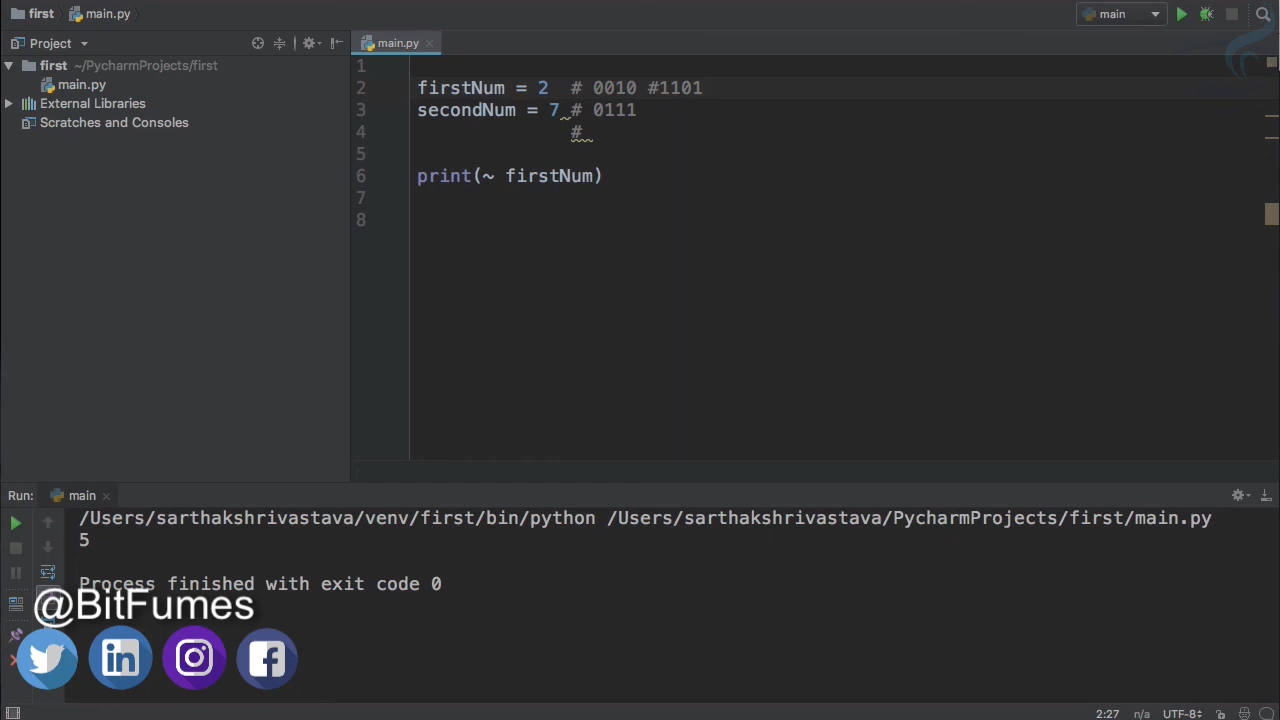 first main.py main
Project main.py
first ~/PycharmProjects/first
main.py
External Libraries
Scratches and Consoles
1
2 firstNum = 2  # 0010 #1101
3 secondNum = 7 # 0111
4 #
5
6 print(~ firstNum)
7
8
Run: main
/Users/sarthakshrivastava/venv/first/bin/python /Users/sarthakshrivastava/PycharmProjects/first/main.py
5
Process finished with exit code 0
@BitFumes
in
2:27 n/a UTF-8